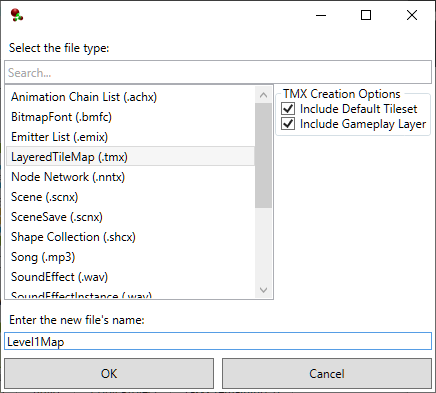 Select the file type:
Search...
Animation Chain List (.achx)
BitmapFont (.bmfc)
Emitter List (.emix)
LayeredTileMap (.tmx)
Node Network (.nntx)
Scene (.scnx)
SceneSave (.scnx)
Shape Collection (.shcx)
Song (.mp3)
SoundEffect (.wav)
SoundEffectInstance (.wav)
TMX Creation Options
Include Default Tileset
Include Gameplay Layer
Enter the new file's name:
Level1Map
OK
Cancel